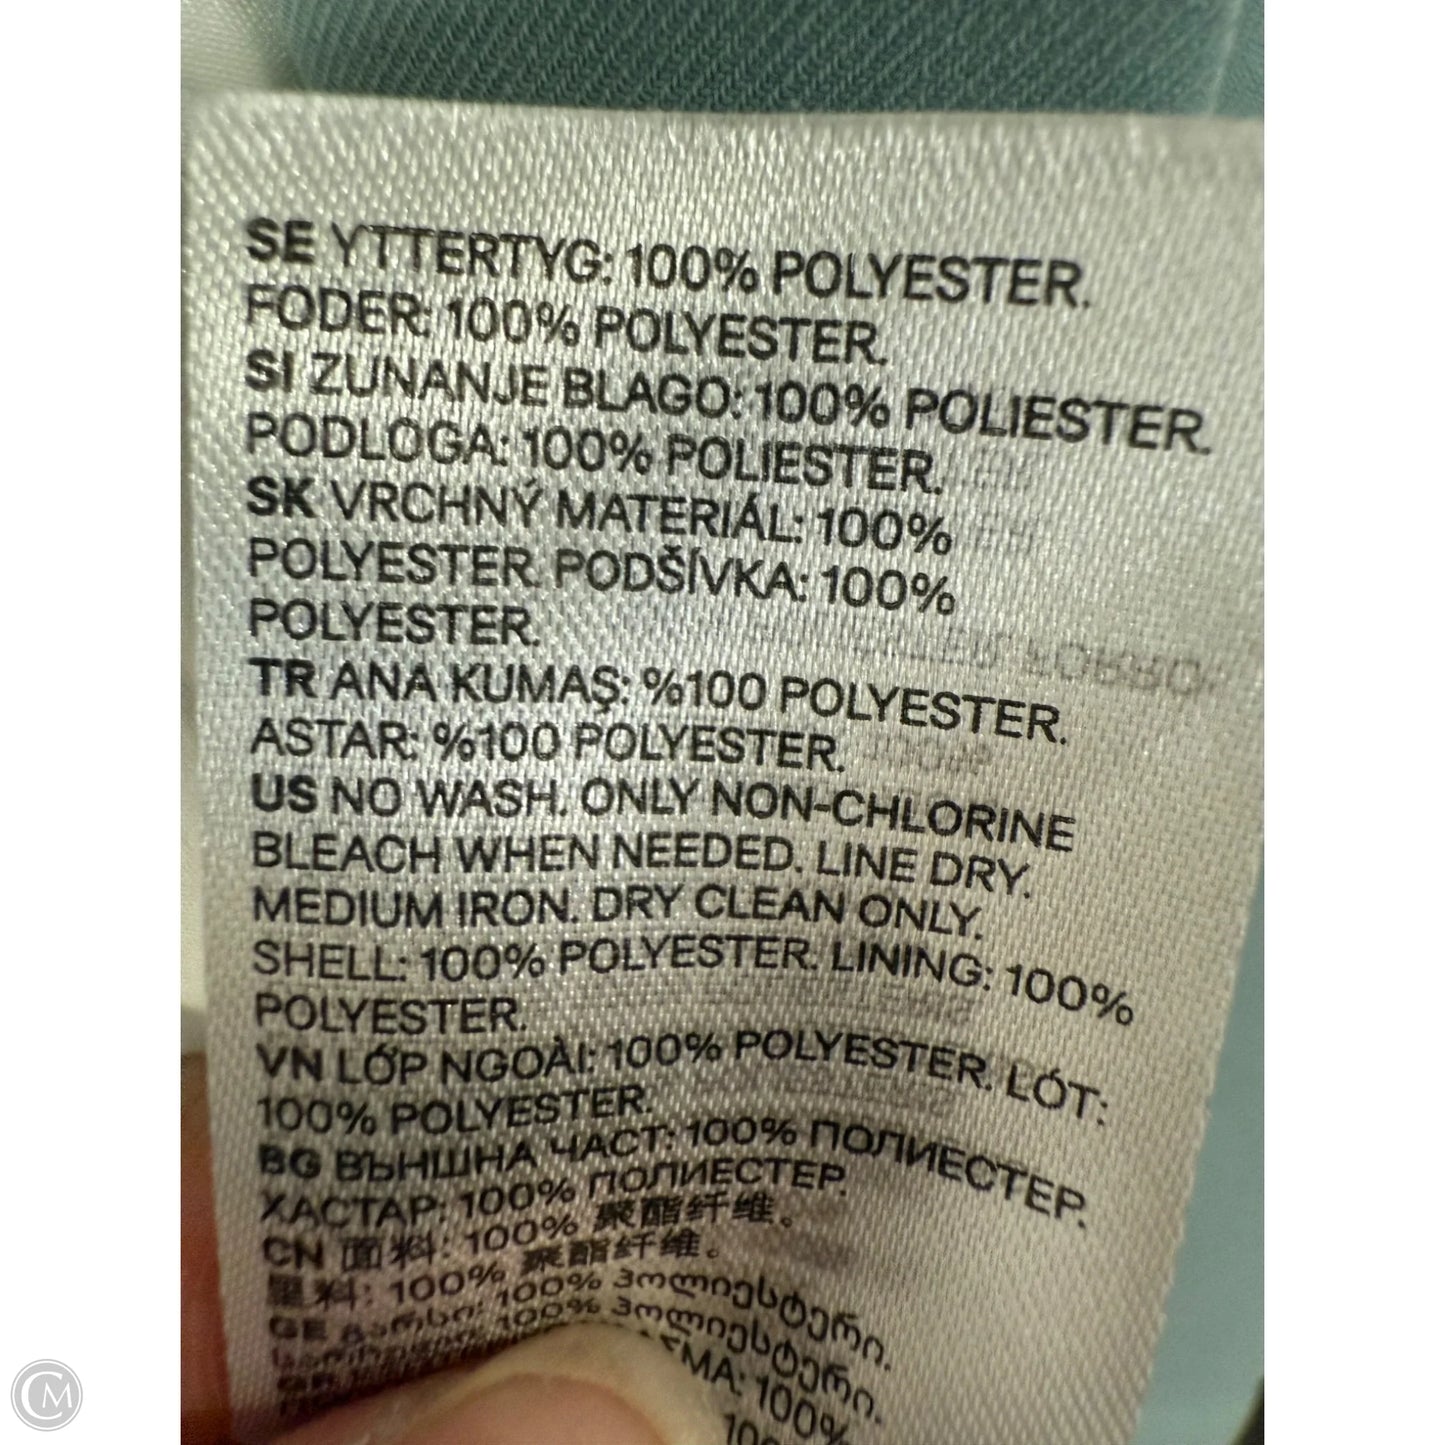 SE YTTERTYG: 100% POLYESTER.
FODER: 100% POLYESTER.
SI ZUNANJE BLAGO: 100% POLIESTER.
PODLOGA: 100% POLIESTER.
SK VRCHNÝ MATERIÁL: 100%
POLYESTER. PODŠÍVKA: 100%
POLYESTER.
TR ANA KUMAŞ: %100 POLYESTER.
ASTAR: %100 POLYESTER.
US NO WASH. ONLY NON-CHLORINE
BLEACH WHEN NEEDED. LINE DRY.
MEDIUM IRON. DRY CLEAN ONLY.
SHELL: 100% POLYESTER. LINING: 100%
POLYESTER.
VN LỚP NGOÀI: 100% POLYESTER. LÓT:
100% POLYESTER.
BG ВЪНШНА ЧАСТ: 100% ПОЛИЕСТЕР.
ХАСТАР: 100% ПОЛИЕСТЕР.
CN 面料: 100% 聚酯纤维。
里料: 100% 聚酯纤维。
GE გარსი: 100% პოლიესტერი.
სარჩული: 100% პოლიესტერი.
100%
CM